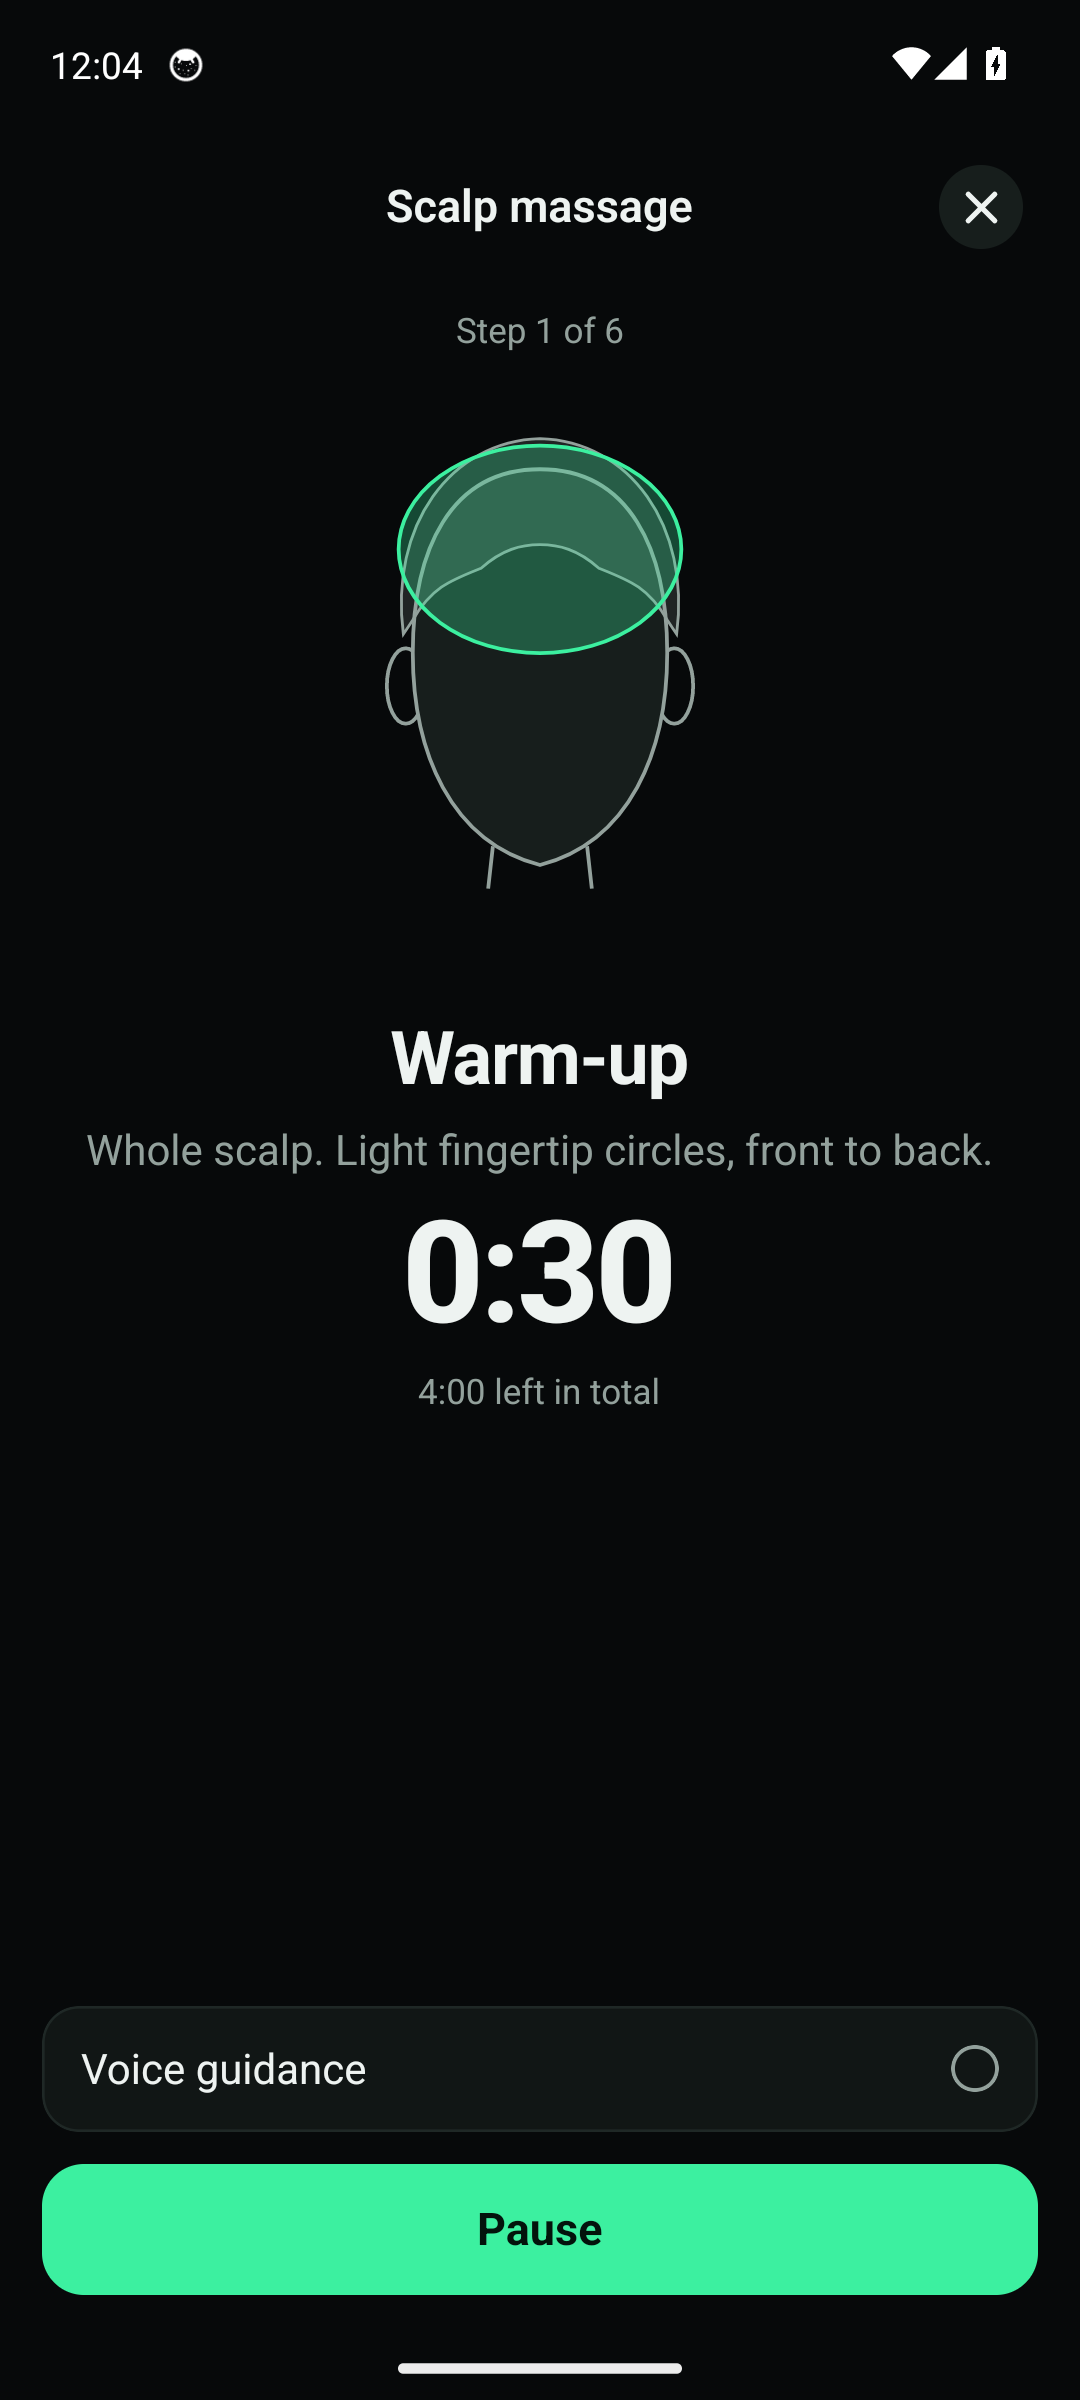 12:04
Scalp massage
Step 1 of 6
Warm-up
Whole scalp. Light fingertip circles, front to back.
0:30
4:00 left in total
Voice guidance
Pause